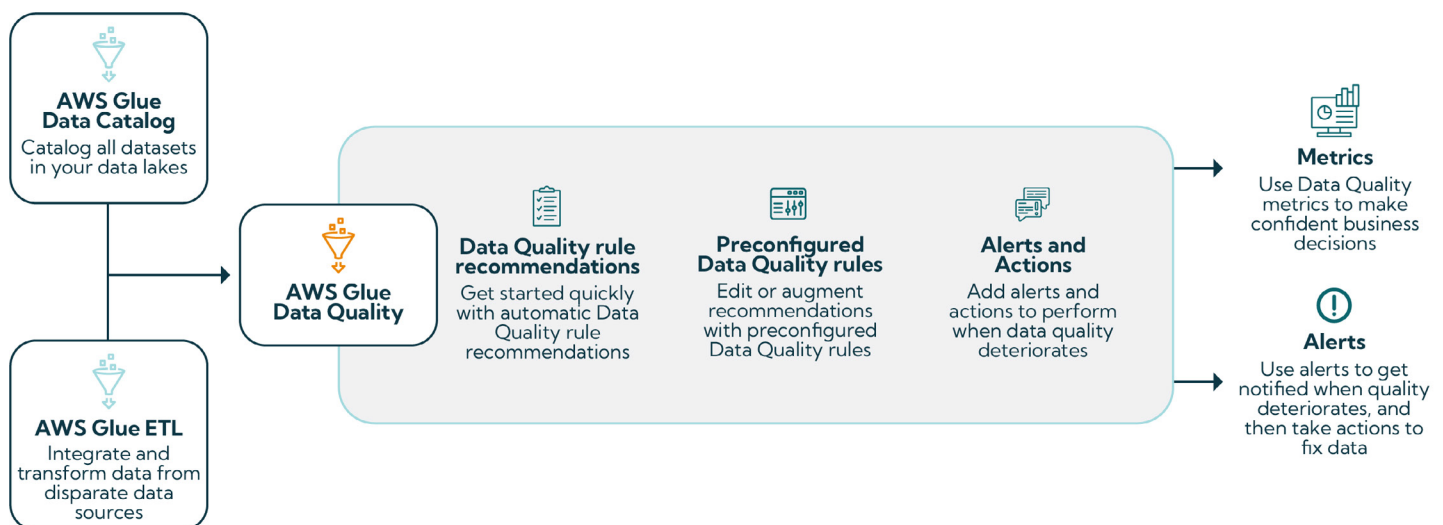 AWS Glue
Data Catalog
Catalog all datasets
in your data lakes
AWS Glue ETL
Integrate and
transform data from
disparate data
sources
AWS Glue
Data Quality
Data Quality rule
recommendations
Get started quickly
with automatic Data
Quality rule
recommendations
Preconfigured
Data Quality rules
Edit or augment
recommendations
with preconfigured
Data Quality rules
Alerts and
Actions
Add alerts and
actions to perform
when data quality
deteriorates
Metrics
Use Data Quality
metrics to make
confident business
decisions
Alerts
Use alerts to get
notified when quality
deteriorates, and
then take actions to
fix data